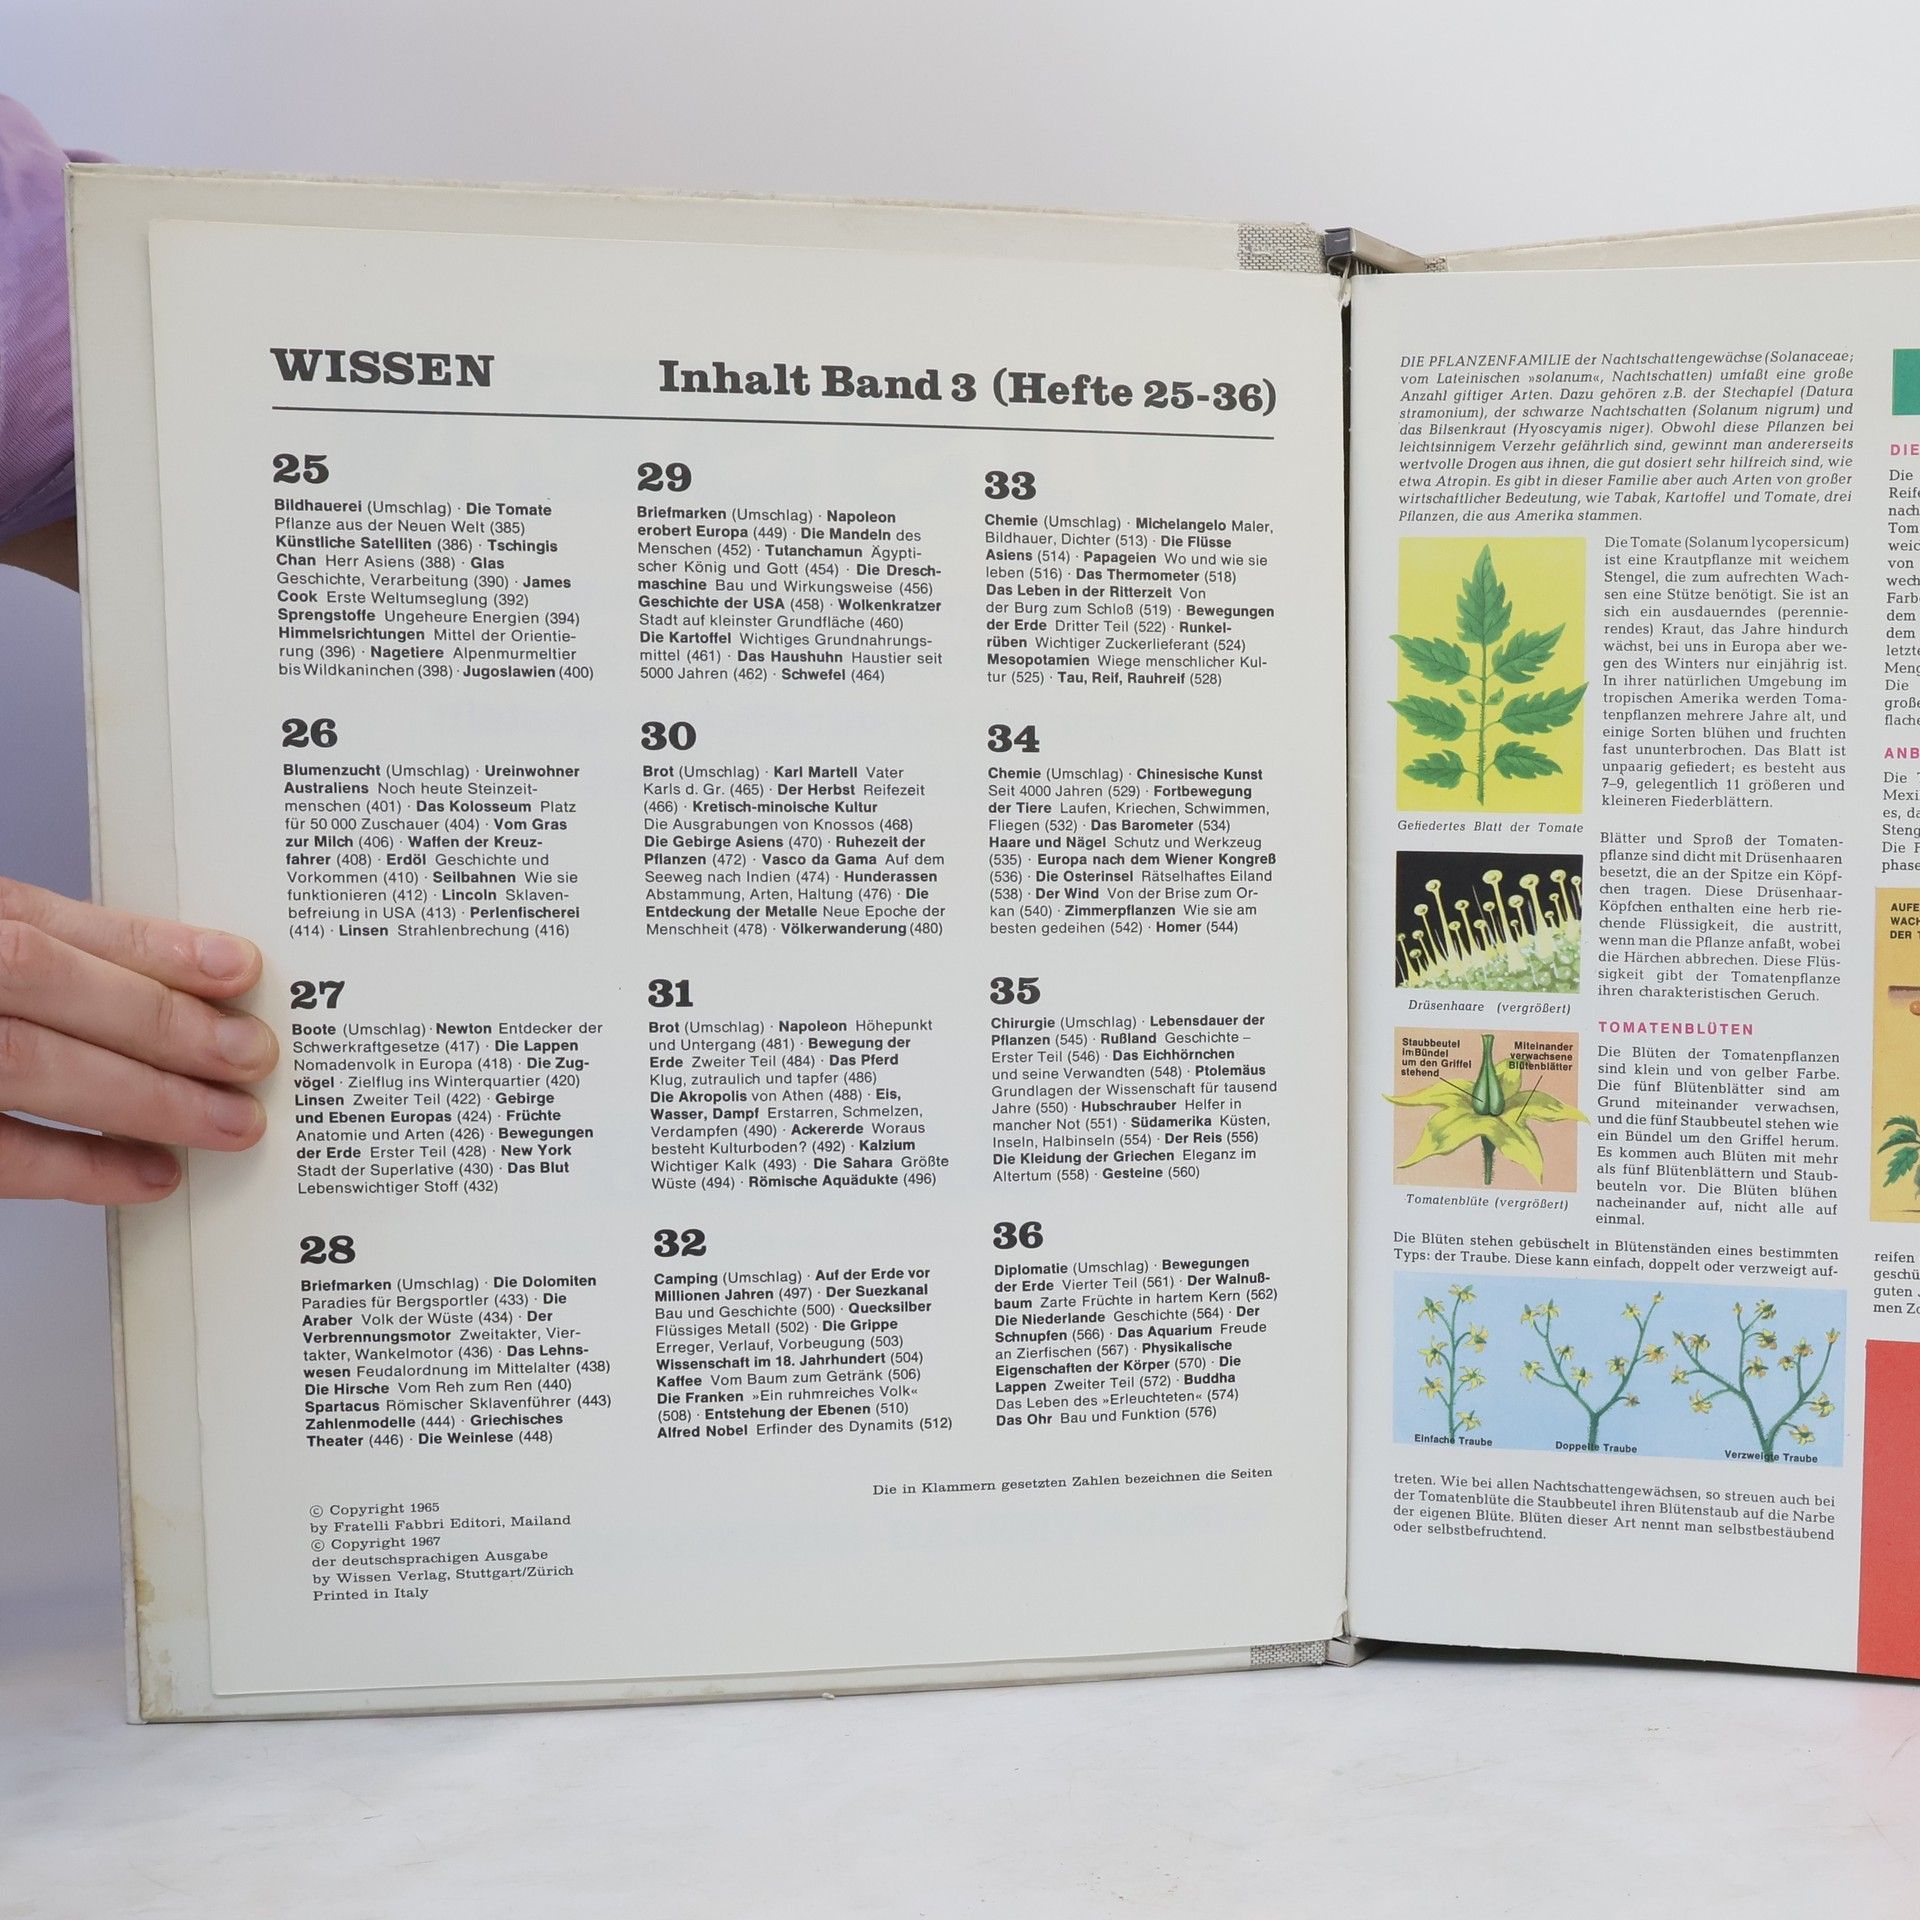 WISSEN
Inhalt Band 3 (Hefte 25-36)
25
Bildhauerei (Umschlag) · Die Tomate
Pflanze aus der Neuen Welt (385)
Künstliche Satelliten (386) · Tschingis
Chan Herr Asiens (388) · Glas
Geschichte, Verarbeitung (390) · James
Cook Erste Weltumseglung (392)
Sprengstoffe Ungeheure Energien (394)
Himmelsrichtungen Mittel der Orientie-
rung (396) · Nagetiere Alpenmurmeltier
bis Wildkaninchen (398) · Jugoslawien (400)
26
Blumenzucht (Umschlag) · Ureinwohner
Australiens Noch heute Steinzeit-
menschen (401) · Das Kolosseum Platz
für 50 000 Zuschauer (404) · Vom Gras
zur Milch (406) · Waffen der Kreuz-
fahrer (408) · Erdöl Geschichte und
Vorkommen (410) · Seilbahnen Wie sie
funktionieren (412) · Lincoln Sklaven-
befreiung in USA (413) · Perlenfischerei
(414) · Linsen Strahlenbrechung (416)
27
Boote (Umschlag) · Newton Entdecker der
Schwerkraftgesetze (417) · Die Lappen
Nomadenvolk in Europa (418) · Die Zug-
vögel · Zielflug ins Winterquartier (420)
Linsen Zweiter Teil (422) · Gebirge
und Ebenen Europas (424) · Früchte
Anatomie und Arten (426) · Bewegungen
der Erde Erster Teil (428) · New York
Stadt der Superlative (430) · Das Blut
Lebenswichtiger Stoff (432)
28
Briefmarken (Umschlag) · Die Dolomiten
Paradies für Bergsportler (433) · Die
Araber Volk der Wüste (434) · Der
Verbrennungsmotor Zweitakter, Vier-
takter, Wankelmotor (436) · Das Lehns-
wesen Feudalordnung im Mittelalter (438)
Die Hirsche Vom Reh zum Ren (440)
Spartacus Römischer Sklavenführer (443)
Zahlenmodelle (444) · Griechisches
Theater (446) · Die Weinlese (448)
29
Briefmarken (Umschlag) · Napoleon
erobert Europa (449) · Die Mandeln des
Menschen (452) · Tutanchamun Ägypti-
scher König und Gott (454) · Die Dresch-
maschine Bau und Wirkungsweise (456)
Geschichte der USA (458) · Wolkenkratzer
Stadt auf kleinster Grundfläche (460)
Die Kartoffel Wichtiges Grundnahrungs-
mittel (461) · Das Haushuhn Haustier seit
5000 Jahren (462) · Schwefel (464)
30
Brot (Umschlag) · Karl Martell Vater
Karls d. Gr. (465) · Der Herbst Reifezeit
(466) · Kretisch-minoische Kultur
Die Ausgrabungen von Knossos (468)
Die Gebirge Asiens (470) · Ruhezeit der
Pflanzen (472) · Vasco da Gama Auf dem
Seeweg nach Indien (474) · Hunderassen
Abstammung, Arten, Haltung (476) · Die
Entdeckung der Metalle Neue Epoche der
Menschheit (478) · Völkerwanderung (480)
31
Brot (Umschlag) · Napoleon Höhepunkt
und Untergang (481) · Bewegung der
Erde Zweiter Teil (484) · Das Pferd
Klug, zutraulich und tapfer (486)
Die Akropolis von Athen (488) · Eis,
Wasser, Dampf Erstarren, Schmelzen,
Verdampfen (490) · Ackererde Woraus
besteht Kulturboden? (492) · Kalzium
Wichtiger Kalk (493) · Die Sahara Größte
Wüste (494) · Römische Aquädukte (496)
32
Camping (Umschlag) · Auf der Erde vor
Millionen Jahren (497) · Der Suezkanal
Bau und Geschichte (500) · Quecksilber
Flüssiges Metall (502) · Die Grippe
Erreger, Verlauf, Vorbeugung (503)
Wissenschaft im 18. Jahrhundert (504)
Kaffee Vom Baum zum Getränk (506)
Die Franken »Ein ruhmreiches Volk«
(508) · Entstehung der Ebenen (510)
Alfred Nobel Erfinder des Dynamits (512)
33
Chemie (Umschlag) · Michelangelo Maler,
Bildhauer, Dichter (513) · Die Flüsse
Asiens (514) · Papageien Wo und wie sie
leben (516) · Das Thermometer (518)
Das Leben in der Ritterzeit Von
der Burg zum Schloß (519) · Bewegungen
der Erde Dritter Teil (522) · Runkel-
rüben Wichtiger Zuckerlieferant (524)
Mesopotamien Wiege menschlicher Kul-
tur (525) · Tau, Reif, Rauhreif (528)
34
Chemie (Umschlag) · Chinesische Kunst
Seit 4000 Jahren (529) · Fortbewegung
der Tiere Laufen, Kriechen, Schwimmen,
Fliegen (532) · Das Barometer (534)
Haare und Nägel Schutz und Werkzeug
(535) · Europa nach dem Wiener Kongreß
(536) · Die Osterinsel Rätselhaftes Eiland
(538) · Der Wind Von der Brise zum Or-
kan (540) · Zimmerpflanzen Wie sie am
besten gedeihen (542) · Homer (544)
35
Chirurgie (Umschlag) · Lebensdauer der
Pflanzen (545) · Rußland Geschichte –
Erster Teil (546) · Das Eichhörnchen
und seine Verwandten (548) · Ptolemäus
Grundlagen der Wissenschaft für tausend
Jahre (550) · Hubschrauber Helfer in
mancher Not (551) · Südamerika Küsten,
Inseln, Halbinseln (554) · Der Reis (556)
Die Kleidung der Griechen Eleganz im
Altertum (558) · Gesteine (560)
36
Diplomatie (Umschlag) · Bewegungen
der Erde Vierter Teil (561) · Der Walnuß-
baum Zarte Früchte in hartem Kern (562)
Die Niederlande Geschichte (564) · Der
Schnupfen (566) · Das Aquarium Freude
an Zierfischen (567) · Physikalische
Eigenschaften der Körper (570) · Die
Lappen Zweiter Teil (572) · Buddha
Das Leben des »Erleuchteten« (574)
Das Ohr Bau und Funktion (576)
Die in Klammern gesetzten Zahlen bezeichnen die Seiten
© Copyright 1965
by Fratelli Fabbri Editori, Mailand
© Copyright 1967
der deutschsprachigen Ausgabe
by Wissen Verlag, Stuttgart/Zürich
Printed in Italy
DIE PFLANZENFAMILIE der Nachtschattengewächse (Solanaceae;
vom Lateinischen »solanum«, Nachtschatten) umfaßt eine große
Anzahl giftiger Arten. Dazu gehören z.B. der Stechapfel (Datura
stramonium), der schwarze Nachtschatten (Solanum nigrum) und
das Bilsenkraut (Hyoscyamis niger). Obwohl diese Pflanzen bei
leichtsinnigem Verzehr gefährlich sind, gewinnt man andererseits
wertvolle Drogen aus ihnen, die gut dosiert sehr hilfreich sind, wie
etwa Atropin. Es gibt in dieser Familie aber auch Arten von großer
wirtschaftlicher Bedeutung, wie Tabak, Kartoffel und Tomate, drei
Pflanzen, die aus Amerika stammen.
Gefiedertes Blatt der Tomate
Die Tomate (Solanum lycopersicum)
ist eine Krautpflanze mit weichem
Stengel, die zum aufrechten Wach-
sen eine Stütze benötigt. Sie ist an
sich ein ausdauerndes (perennie-
rendes) Kraut, das Jahre hindurch
wächst, bei uns in Europa aber we-
gen des Winters nur einjährig ist.
In ihrer natürlichen Umgebung im
tropischen Amerika werden Toma-
tenpflanzen mehrere Jahre alt, und
einige Sorten blühen und fruchten
fast ununterbrochen. Das Blatt ist
unpaarig gefiedert; es besteht aus
7–9, gelegentlich 11 größeren und
kleineren Fiederblättern.
Drüsenhaare (vergrößert)
Blätter und Sproß der Tomaten-
pflanze sind dicht mit Drüsenhaaren
besetzt, die an der Spitze ein Köpf-
chen tragen. Diese Drüsenhaar-
Köpfchen enthalten eine herb rie-
chende Flüssigkeit, die austritt,
wenn man die Pflanze anfaßt, wobei
die Härchen abbrechen. Diese Flüs-
sigkeit gibt der Tomatenpflanze
ihren charakteristischen Geruch.
Staubbeutel
im Bündel
um den Griffel
stehend
Miteinander
verwachsene
Blütenblätter
Tomatenblüte (vergrößert)
TOMATENBLÜTEN
Die Blüten der Tomatenpflanzen
sind klein und von gelber Farbe.
Die fünf Blütenblätter sind am
Grund miteinander verwachsen,
und die fünf Staubbeutel stehen wie
ein Bündel um den Griffel herum.
Es kommen auch Blüten mit mehr
als fünf Blütenblättern und Staub-
beuteln vor. Die Blüten blühen
nacheinander auf, nicht alle auf
einmal.
Die Blüten stehen gebüschelt in Blütenständen eines bestimmten
Typs: der Traube. Diese kann einfach, doppelt oder verzweigt auf-
Einfache Traube
Doppelte Traube
Verzweigte Traube
treten. Wie bei allen Nachtschattengewächsen, so streuen auch bei
der Tomatenblüte die Staubbeutel ihren Blütenstaub auf die Narbe
der eigenen Blüte. Blüten dieser Art nennt man selbstbestäubend
oder selbstbefruchtend.
DIE
Die
Reife
nach
Tom
weic
von
wech
Farbe
dem
dem
letzte
Meng
Die
große
flache
ANB
Die T
Mexi
es, da
Steng
Die F
phase
AUFE
WACH
DER T
reifen
geschü
guten
men Zo